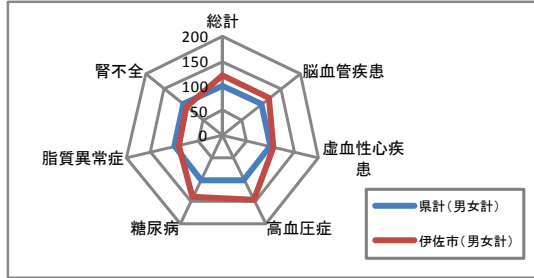 総計
200
150
100
50
0
腎不全
脳血管疾患
脂質異常症
虚血性心疾
患
糖尿病
高血圧症
県計(男女計)
伊佐市(男女計)